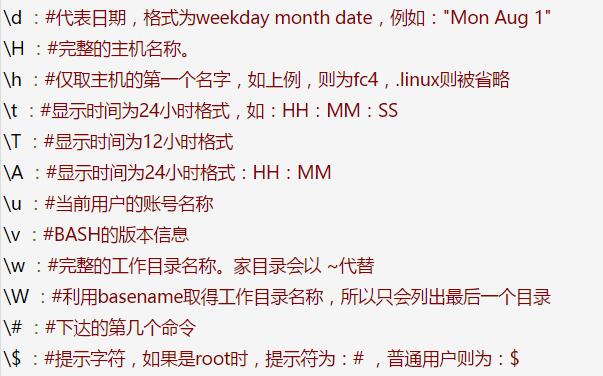 \d ：#代表日期，格式为weekday month date，例如："Mon Aug 1"
\H ：#完整的主机名称。
\h ：#仅取主机的第一个名字，如上例，则为fc4，.linux则被省略
\t ：#显示时间为24小时格式，如：HH：MM：SS
\T ：#显示时间为12小时格式
\A ：#显示时间为24小时格式：HH：MM
\u ：#当前用户的账号名称
\v ：#BASH的版本信息
\w ：#完整的工作目录名称。家目录会以 ~代替
\W ：#利用basename取得工作目录名称，所以只会列出最后一个目录
\# ：#下达的第几个命令
\$ ：#提示字符，如果是root时，提示符为：# ，普通用户则为：$